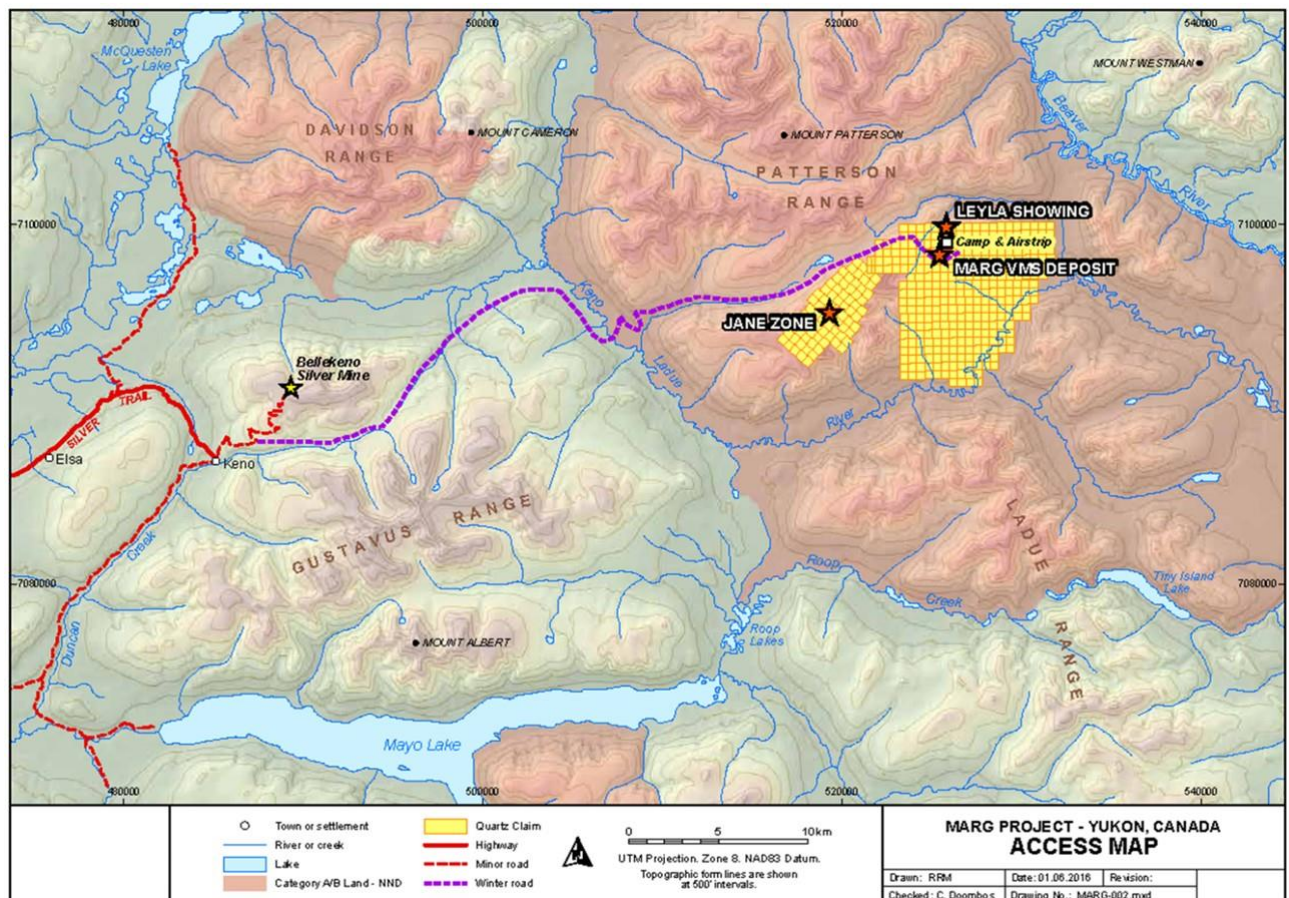 480000
500000
520000
540000
McQuesten
Lake
MOUNT WESTMAN
DAVIDSON
RANGE
MOUNT CAMERON
MOUNT PATTERSON
PATTERSON
RANGE
Beaver
River
7100000
7100000
LEYLA SHOWING
Camp & Airstrip
MARG VMS DEPOSIT
JANE ZONE
Keno
Ladue
River
Bellekeno
Silver Mine
SILVER TRAIL
Elsa
Keno
GUSTAVUS RANGE
LADUE
RANGE
Creek
Duncan
7080000
7080000
Roop
Creek
Tiny Island
Lake
Roop
Lakes
MOUNT ALBERT
Mayo Lake
480000
500000
520000
540000
Town or settlement
River or creek
Lake
Category A/B Land - NND
Quartz Claim
Highway
Minor road
Winter road
0 5 10km
UTM Projection. Zone 8. NAD83 Datum.
Topographic form lines are shown
at 500' intervals.
MARG PROJECT - YUKON, CANADA
ACCESS MAP
Drawn: RRM Date: 01.06.2016 Revision:
Checked: C. Doornbos Drawing No.: MARG-002.mxd